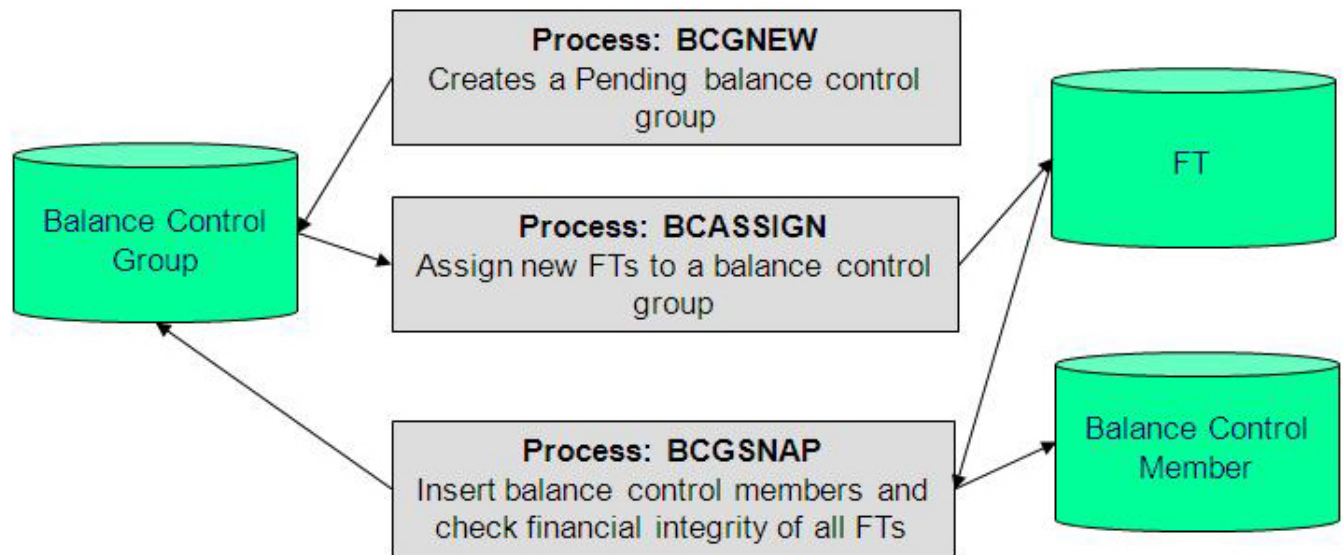 Process: BCGNEW
Creates a Pending balance control
group
Balance Control
Group
FT
Process: BCASSIGN
Assign new FTs to a balance control
group
Process: BCGSNAP
Insert balance control members and
check financial integrity of all FTs
Balance Control
Member